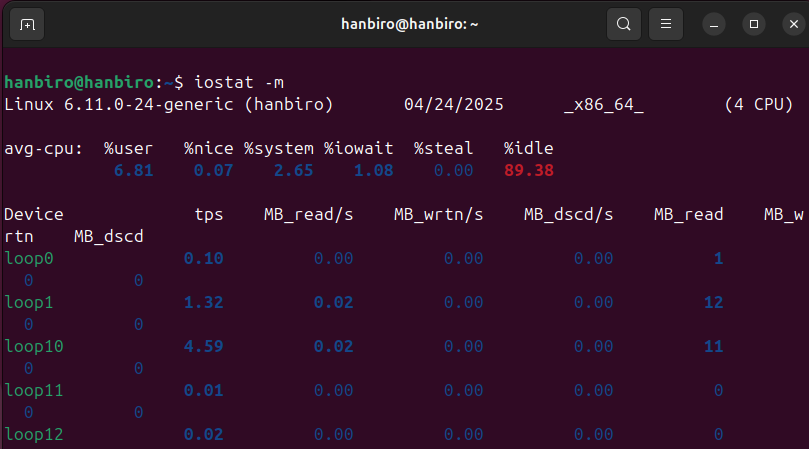 hanbiro@hanbiro: ~
hanbiro@hanbiro:~$ iostat -m
Linux 6.11.0-24-generic (hanbiro)       04/24/2025      _x86_64_        (4 CPU)
avg-cpu:  %user   %nice %system %iowait  %steal   %idle
           6.81    0.07    2.65    1.08    0.00   89.38
Device             tps    MB_read/s    MB_wrtn/s    MB_dscd/s    MB_read    MB_w
rtn    MB_dscd
loop0             0.10         0.00         0.00         0.00          1
  0          0
loop1             1.32         0.02         0.00         0.00         12
  0          0
loop10            4.59         0.02         0.00         0.00         11
  0          0
loop11            0.01         0.00         0.00         0.00          0
  0          0
loop12            0.02         0.00         0.00         0.00          0